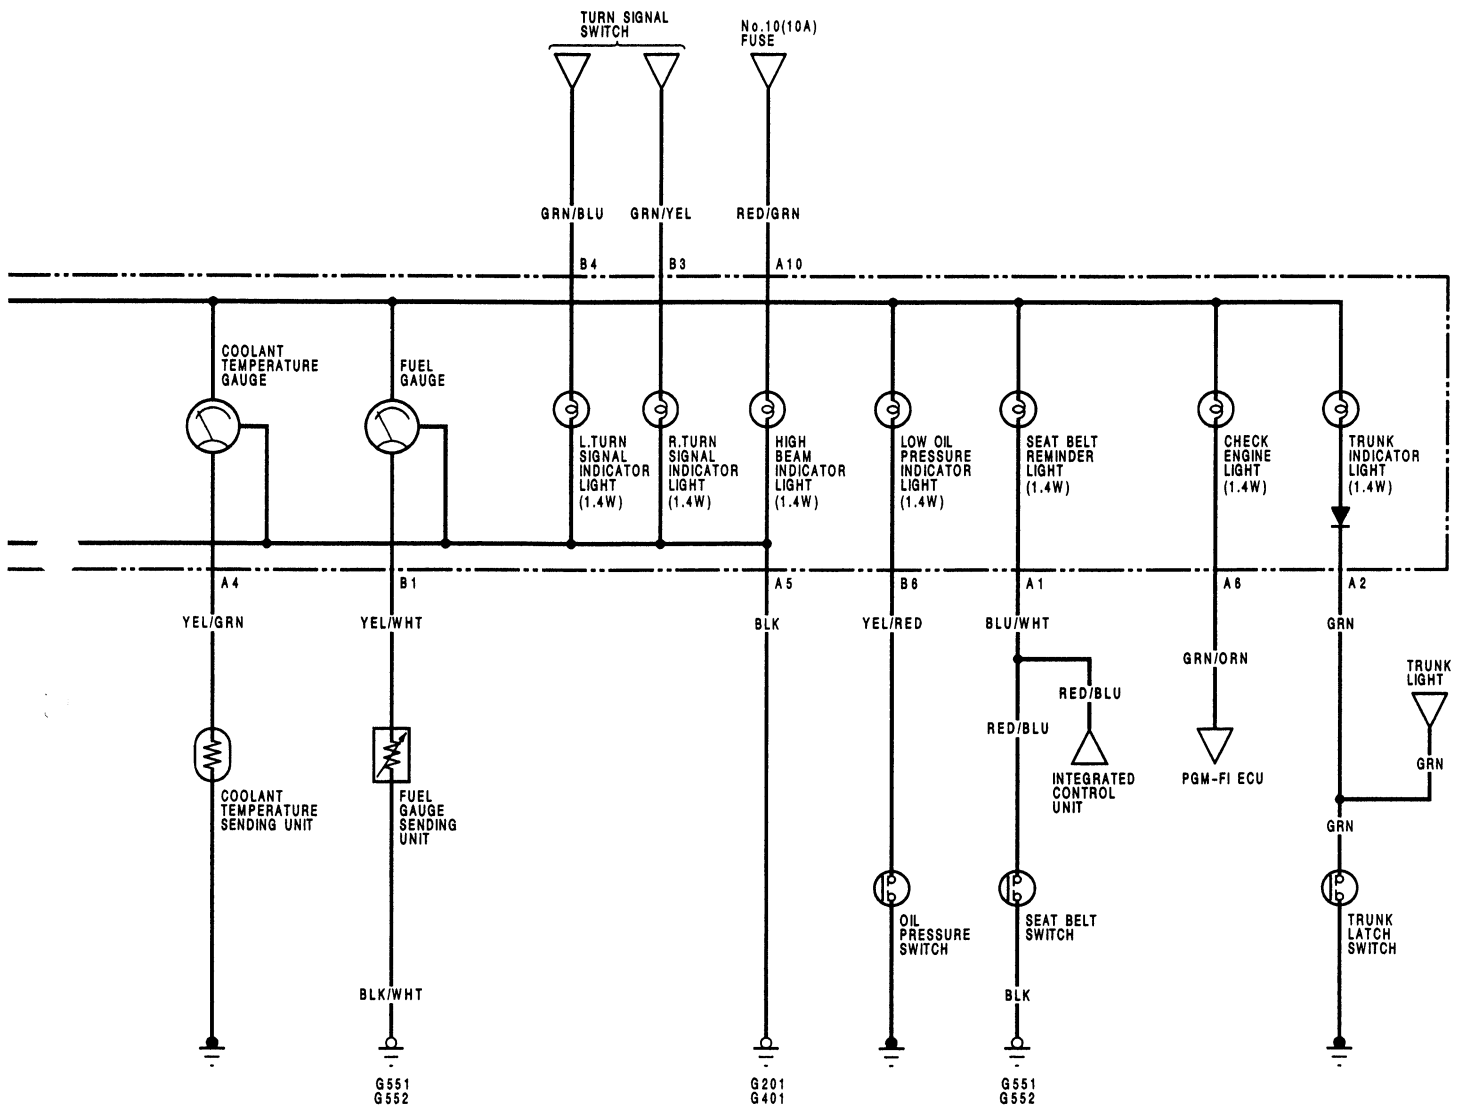 TURN SIGNAL
SWITCH
No.10(10A)
FUSE
GRN/BLU
GRN/YEL
RED/GRN
B4
B3
A10
COOLANT
TEMPERATURE
GAUGE
FUEL
GAUGE
L.TURN
SIGNAL
INDICATOR
LIGHT
(1.4W)
R.TURN
SIGNAL
INDICATOR
LIGHT
(1.4W)
HIGH
BEAM
INDICATOR
LIGHT
(1.4W)
LOW OIL
PRESSURE
INDICATOR
LIGHT
(1.4W)
SEAT BELT
REMINDER
LIGHT
(1.4W)
CHECK
ENGINE
LIGHT
(1.4W)
TRUNK
INDICATOR
LIGHT
(1.4W)
A4
B1
A5
B6
A1
A6
A2
YEL/GRN
YEL/WHT
BLK
YEL/RED
BLU/WHT
GRN
GRN/ORN
TRUNK
LIGHT
RED/BLU
RED/BLU
GRN
INTEGRATED
CONTROL
UNIT
PGM-FI ECU
COOLANT
TEMPERATURE
SENDING UNIT
FUEL
GAUGE
SENDING
UNIT
GRN
OIL
PRESSURE
SWITCH
SEAT BELT
SWITCH
TRUNK
LATCH
SWITCH
BLK/WHT
BLK
G551
G552
G201
G401
G551
G552